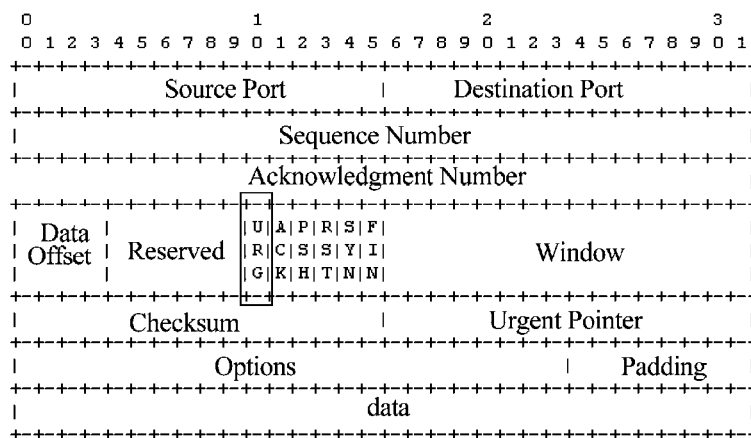 0 1 2 3
0 1 2 3 4 5 6 7 8 9 0 1 2 3 4 5 6 7 8 9 0 1 2 3 4 5 6 7 8 9 0 1
+-+-+-+-+-+-+-+-+-+-+-+-+-+-+-+-+-+-+-+-+-+-+-+-+-+-+-+-+-+-+-+-+
| Source Port | Destination Port
+-+-+-+-+-+-+-+-+-+-+-+-+-+-+-+-+-+-+-+-+-+-+-+-+-+-+-+-+-+-+-+-+
| Sequence Number
+-+-+-+-+-+-+-+-+-+-+-+-+-+-+-+-+-+-+-+-+-+-+-+-+-+-+-+-+-+-+-+-+
| Acknowledgment Number
+-+-+-+-+-+-+-+-+-+-+-+-+-+-+-+-+-+-+-+-+-+-+-+-+-+-+-+-+-+-+-+-+
| Data | |U|A|P|R|S|F|
| Offset | Reserved |R|C|S|S|Y|I| Window
| | |G|K|H|T|N|N|
+-+-+-+-+-+-+-+-+-+-+-+-+-+-+-+-+-+-+-+-+-+-+-+-+-+-+-+-+-+-+-+-+
| Checksum | Urgent Pointer
+-+-+-+-+-+-+-+-+-+-+-+-+-+-+-+-+-+-+-+-+-+-+-+-+-+-+-+-+-+-+-+-+
| Options | Padding
+-+-+-+-+-+-+-+-+-+-+-+-+-+-+-+-+-+-+-+-+-+-+-+-+-+-+-+-+-+-+-+-+
| data
+-+-+-+-+-+-+-+-+-+-+-+-+-+-+-+-+-+-+-+-+-+-+-+-+-+-+-+-+-+-+-+-+